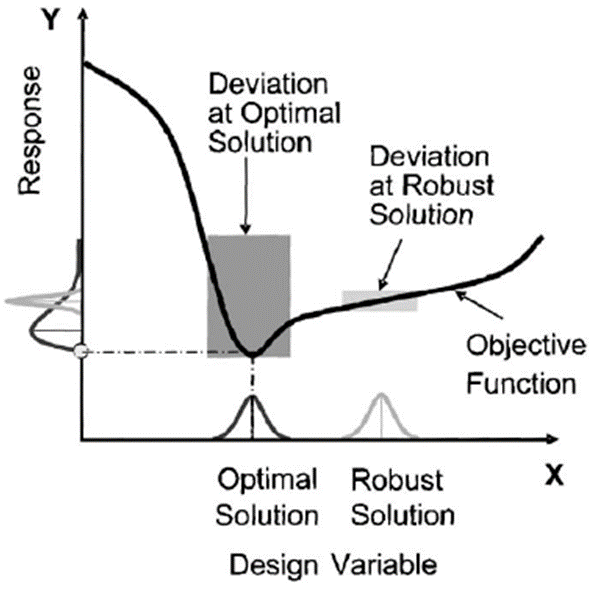 Y
Response
Deviation
at Optimal
Solution
Deviation
at Robust
Solution
Objective
Function
X
Optimal
Solution
Robust
Solution
Design Variable